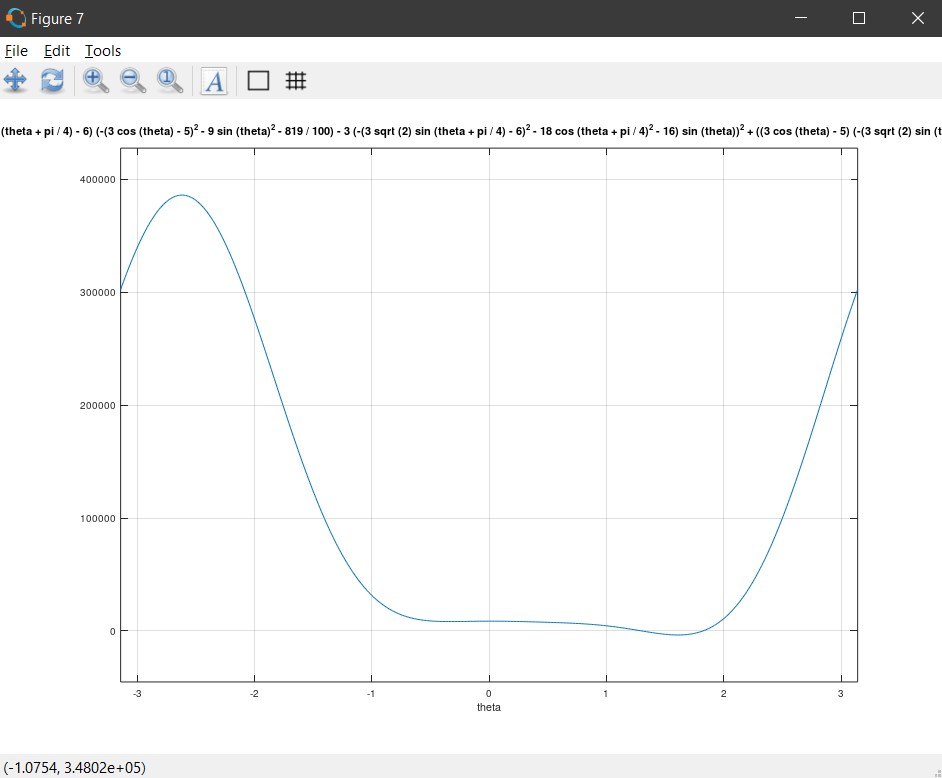 Figure 7
File Edit Tools
A
(theta + pi / 4) - 6) (-(3 cos (theta) - 5)² - 9 sin (theta)² - 819 / 100) - 3 (-(3 sqrt (2) sin (theta + pi / 4) - 6)² - 18 cos (theta + pi / 4)² - 16) sin (theta))² + ((3 cos (theta) - 5) (-(3 sqrt (2) sin (t
400000
300000
200000
100000
0
-3 -2 -1 0 1 2 3
theta
(-1.0754, 3.4802e+05)